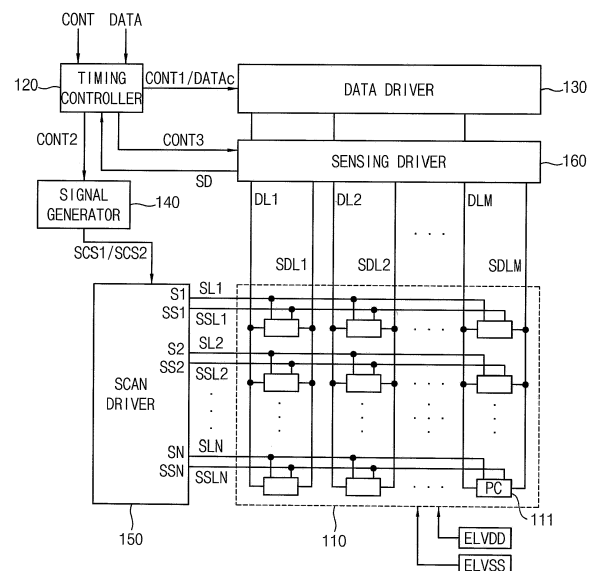 CONT DATA
120
TIMING
CONTROLLER
CONT1/DATAc
DATA DRIVER
130
CONT2
CONT3
SD
SENSING DRIVER
160
SIGNAL
GENERATOR
140
SCS1/SCS2
DL1 DL2 DLM
. . .
SDL1 SDL2 SDLM
SCAN
DRIVER
150
S1 SL1
SS1 SSL1
S2 SL2
SS2 SSL2
SN SLN
SSN SSLN
PC
111
110
ELVDD
ELVSS